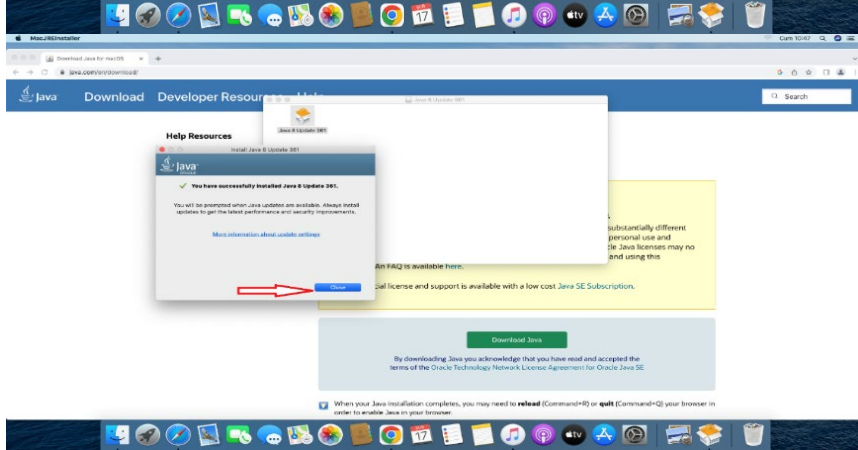 17
MacJREInstaller
Cum 10:47
Download Java for macOS
java.com/en/download/
Java
Download
Developer Resour
Search
Java 8 Update 361
Java 8 Update 361
Help Resources
Install Java 8 Update 361
Java
You have successfully installed Java 8 Update 361.
You will be prompted when Java updates are available. Always install
updates to get the latest performance and security improvements.
More information about update settings
Close
substantially different
personal use and
cle Java licenses may no
and using this
An FAQ is available here.
cial license and support is available with a low cost Java SE Subscription.
Download Java
By downloading Java you acknowledge that you have read and accepted the
terms of the Oracle Technology Network License Agreement for Oracle Java SE
When your Java installation completes, you may need to reload (Command+R) or quit (Command+Q) your browser in
order to enable Java in your browser.
17